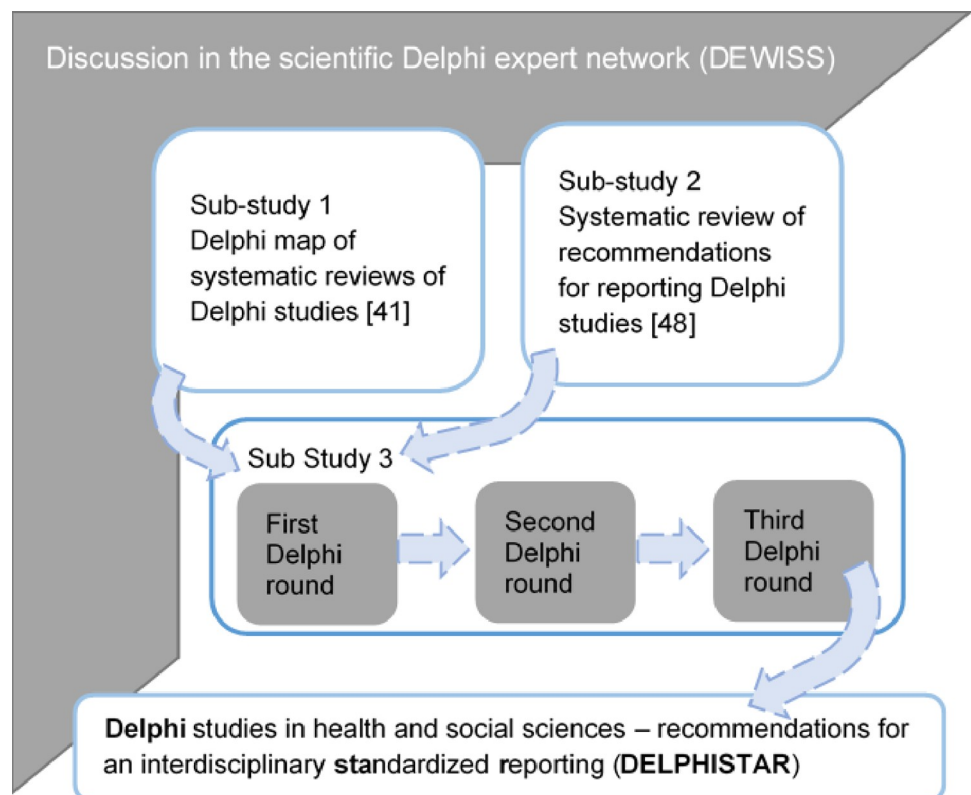 Discussion in the scientific Delphi expert network (DEWISS)
Sub-study 1
Delphi map of
systematic reviews of
Delphi studies [41]
Sub-study 2
Systematic review of
recommendations
for reporting Delphi
studies [48]
Sub Study 3
First
Delphi
round
Second
Delphi
round
Third
Delphi
round
Delphi studies in health and social sciences – recommendations for
an interdisciplinary standardized reporting (DELPHISTAR)